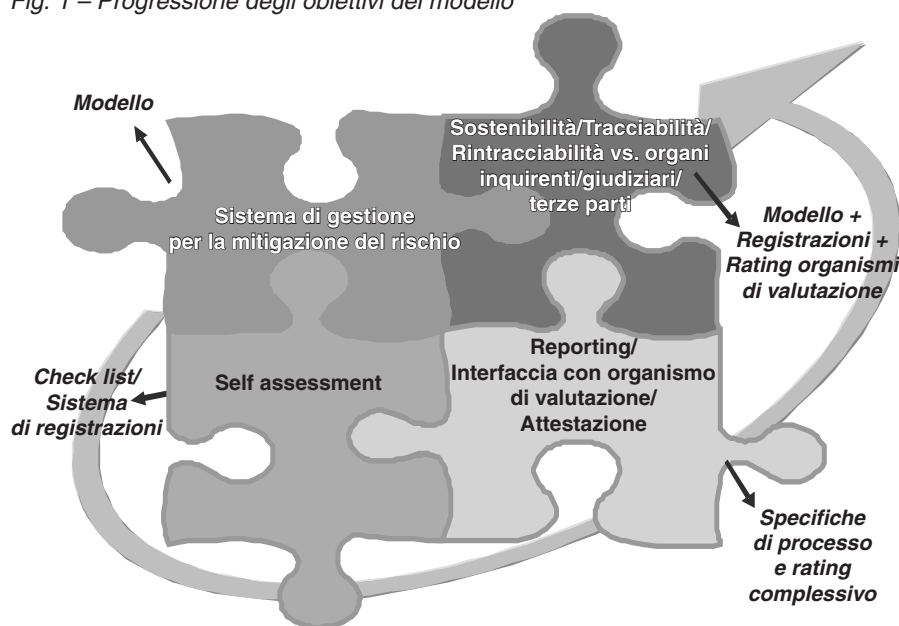 Fig. 1 – Progressione degli obiettivi del modello
Modello
Sistema di gestione
per la mitigazione del rischio
Sostenibilità/Tracciabilità/
Rintracciabilità vs. organi
inquirenti/giudiziari/
terze parti
Modello +
Registrazioni +
Rating organismi
di valutazione
Check list/
Sistema
di registrazioni
Self assessment
Reporting/
Interfaccia con organismo
di valutazione/
Attestazione
Specifiche
di processo
e rating
complessivo